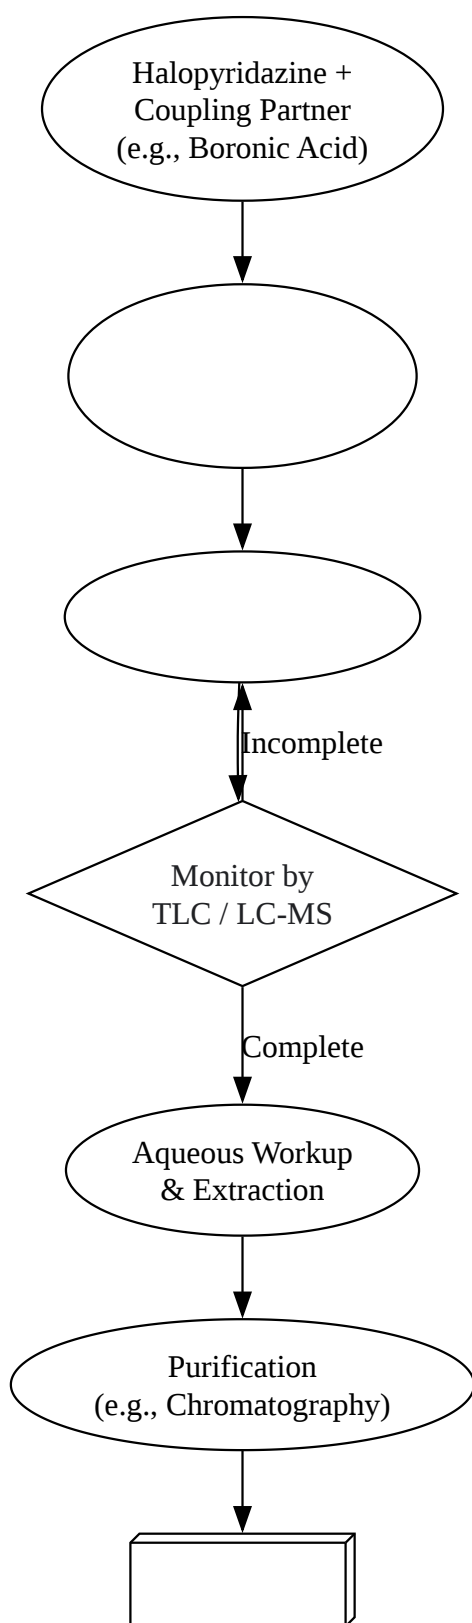 Halopyridazine +
Coupling Partner
(e.g., Boronic Acid)
Incomplete
Monitor by
TLC / LC-MS
Complete
Aqueous Workup
& Extraction
Purification
(e.g., Chromatography)